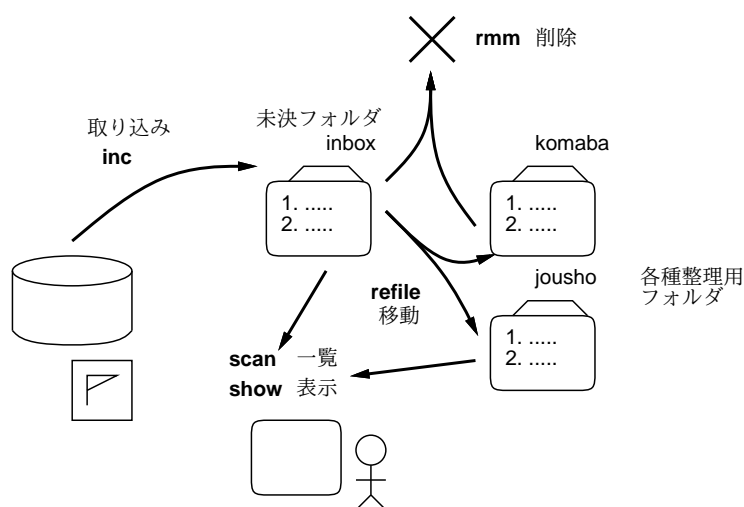 rmm 削除
取り込み
inc
未決フォルダ
inbox
1. .....
2. .....
komaba
1. .....
2. .....
refile
移動
jousho
1. .....
2. .....
各種整理用
フォルダ
scan 一覧
show 表示